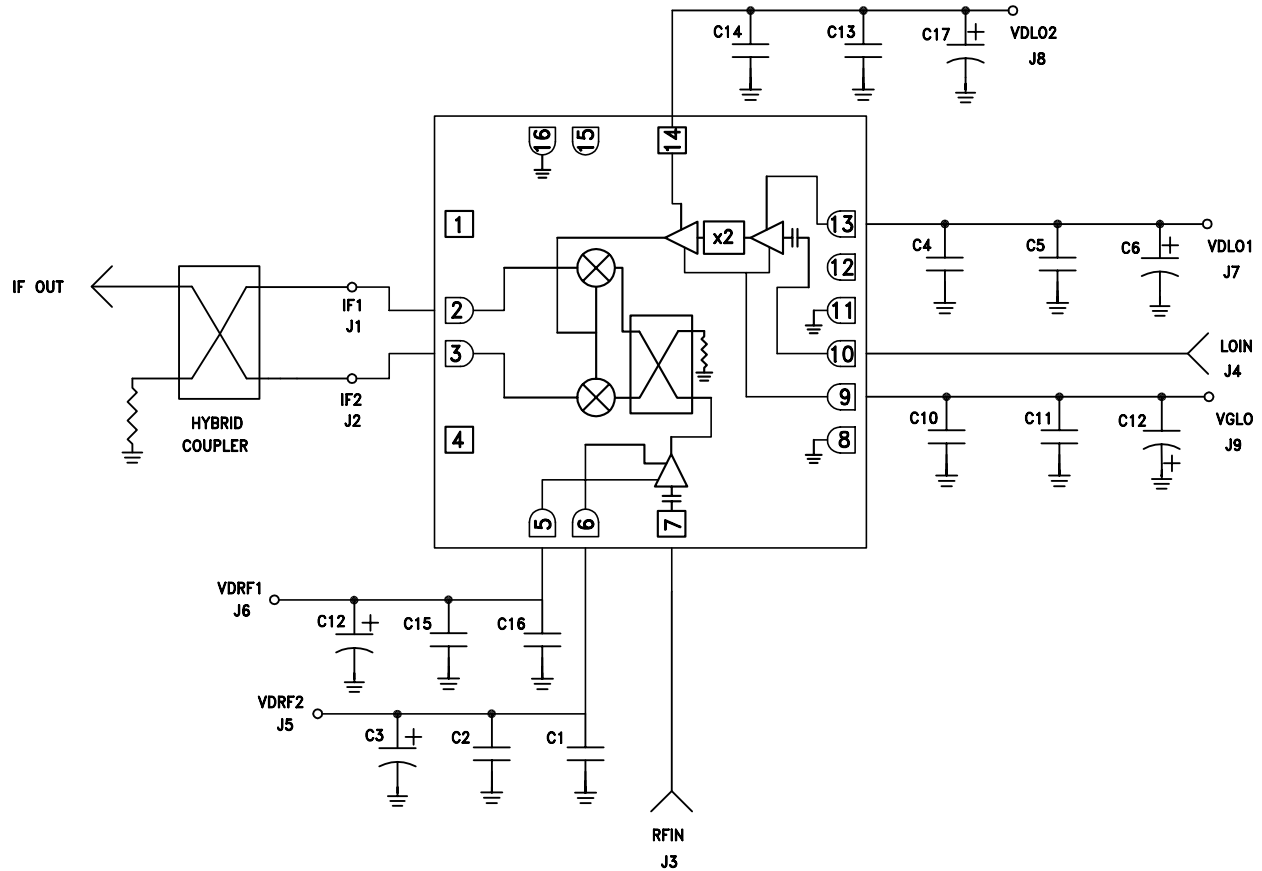 C14
C13
C17
+
VDLO2
J8
16
15
14
1
x2
13
C4
C5
C6
+
VDLO1
J7
12
IF OUT
IF1
J1
2
11
3
10
LOIN
J4
IF2
J2
9
HYBRID
COUPLER
4
8
C10
C11
C12
+
VGLO
J9
5
6
7
VDRF1
J6
C12
+
C15
C16
VDRF2
J5
C3
+
C2
C1
RFIN
J3